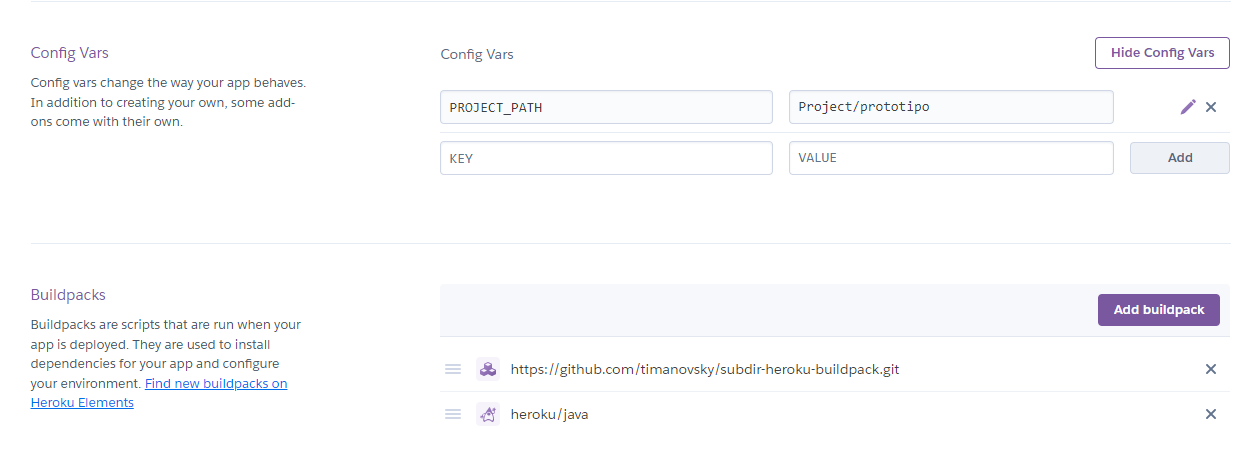 Config Vars
Config vars change the way your app behaves.
In addition to creating your own, some add-
ons come with their own.
Config Vars
Hide Config Vars
PROJECT_PATH
Project/prototipo
KEY
VALUE
Add
Buildpacks
Buildpacks are scripts that are run when your
app is deployed. They are used to install
dependencies for your app and configure
your environment. Find new buildpacks on
Heroku Elements
Add buildpack
https://github.com/timanovsky/subdir-heroku-buildpack.git
heroku/java